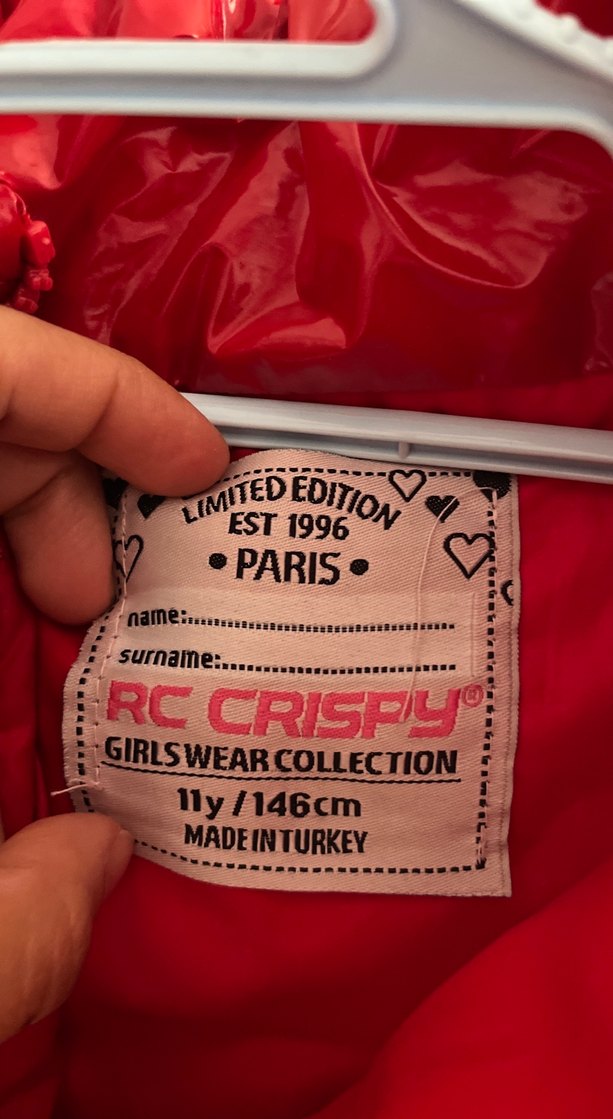 LIMITED EDITION
EST 1996
• PARIS •
name:..........................................
surname:.....................................
RC CRISPY®
GIRLS WEAR COLLECTION
11y / 146cm
MADE IN TURKEY